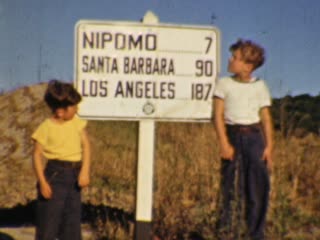 NIPOMO 7
SANTA BARBARA 90
LOS ANGELES 187